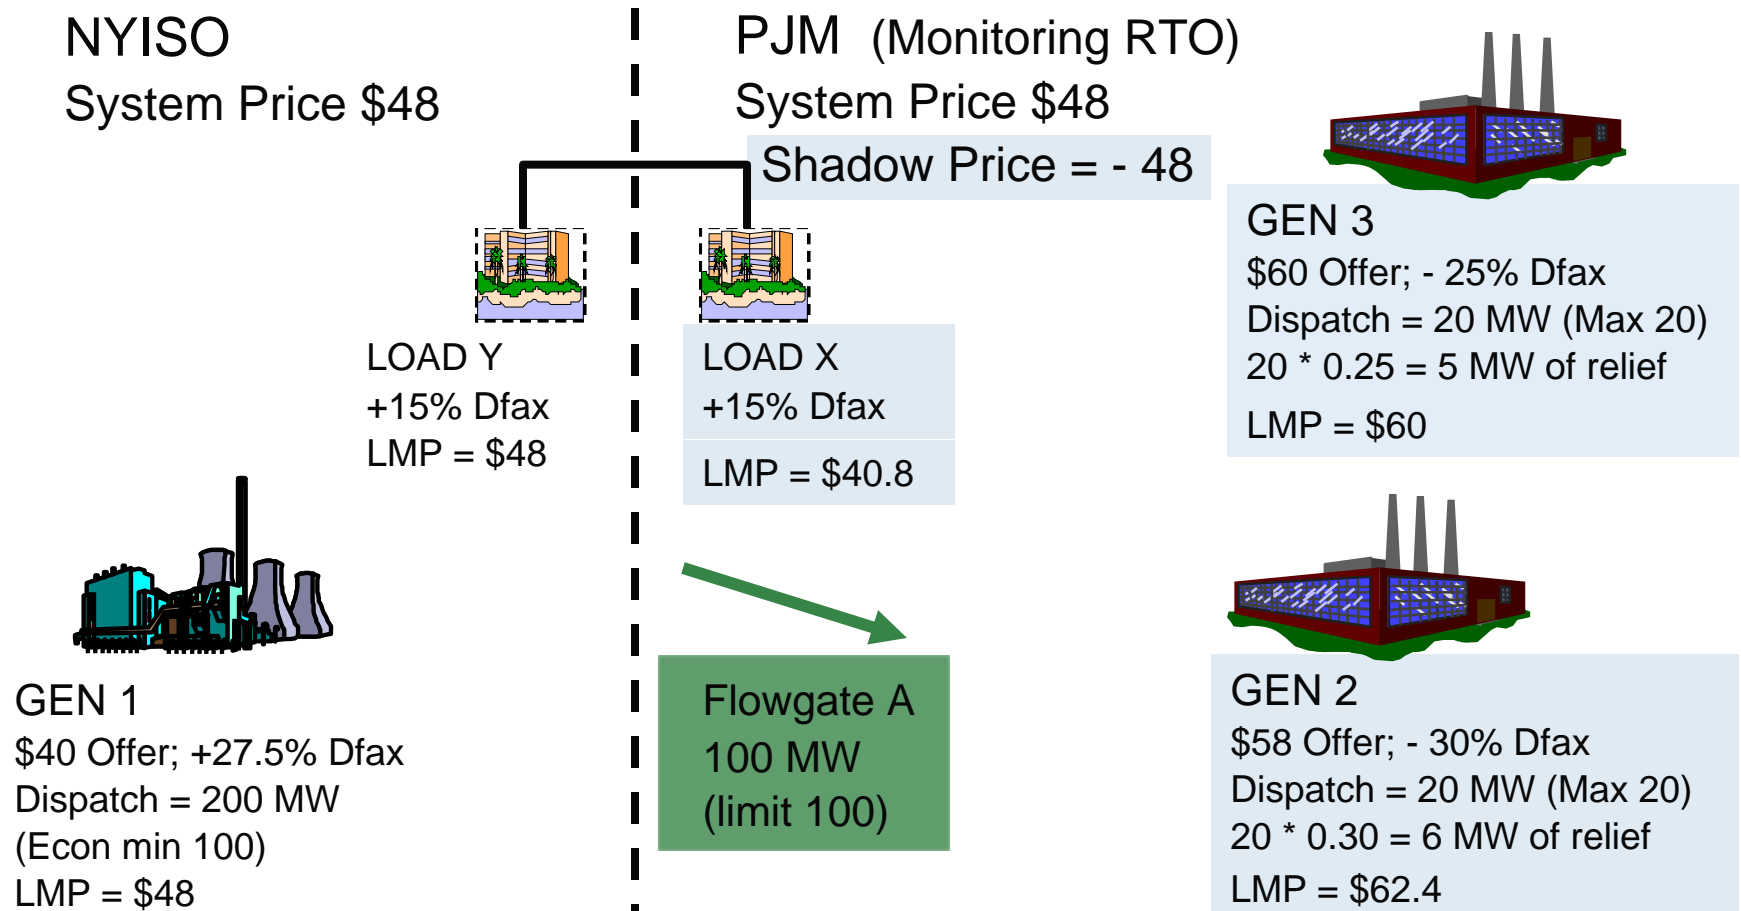 NYISO
System Price $48
PJM (Monitoring RTO)
System Price $48
Shadow Price = - 48
LOAD Y
+15% Dfax
LMP = $48
LOAD X
+15% Dfax
LMP = $40.8
GEN 3
$60 Offer; - 25% Dfax
Dispatch = 20 MW (Max 20)
20 * 0.25 = 5 MW of relief
LMP = $60
GEN 1
$40 Offer; +27.5% Dfax
Dispatch = 200 MW
(Econ min 100)
LMP = $48
Flowgate A
100 MW
(limit 100)
GEN 2
$58 Offer; - 30% Dfax
Dispatch = 20 MW (Max 20)
20 * 0.30 = 6 MW of relief
LMP = $62.4